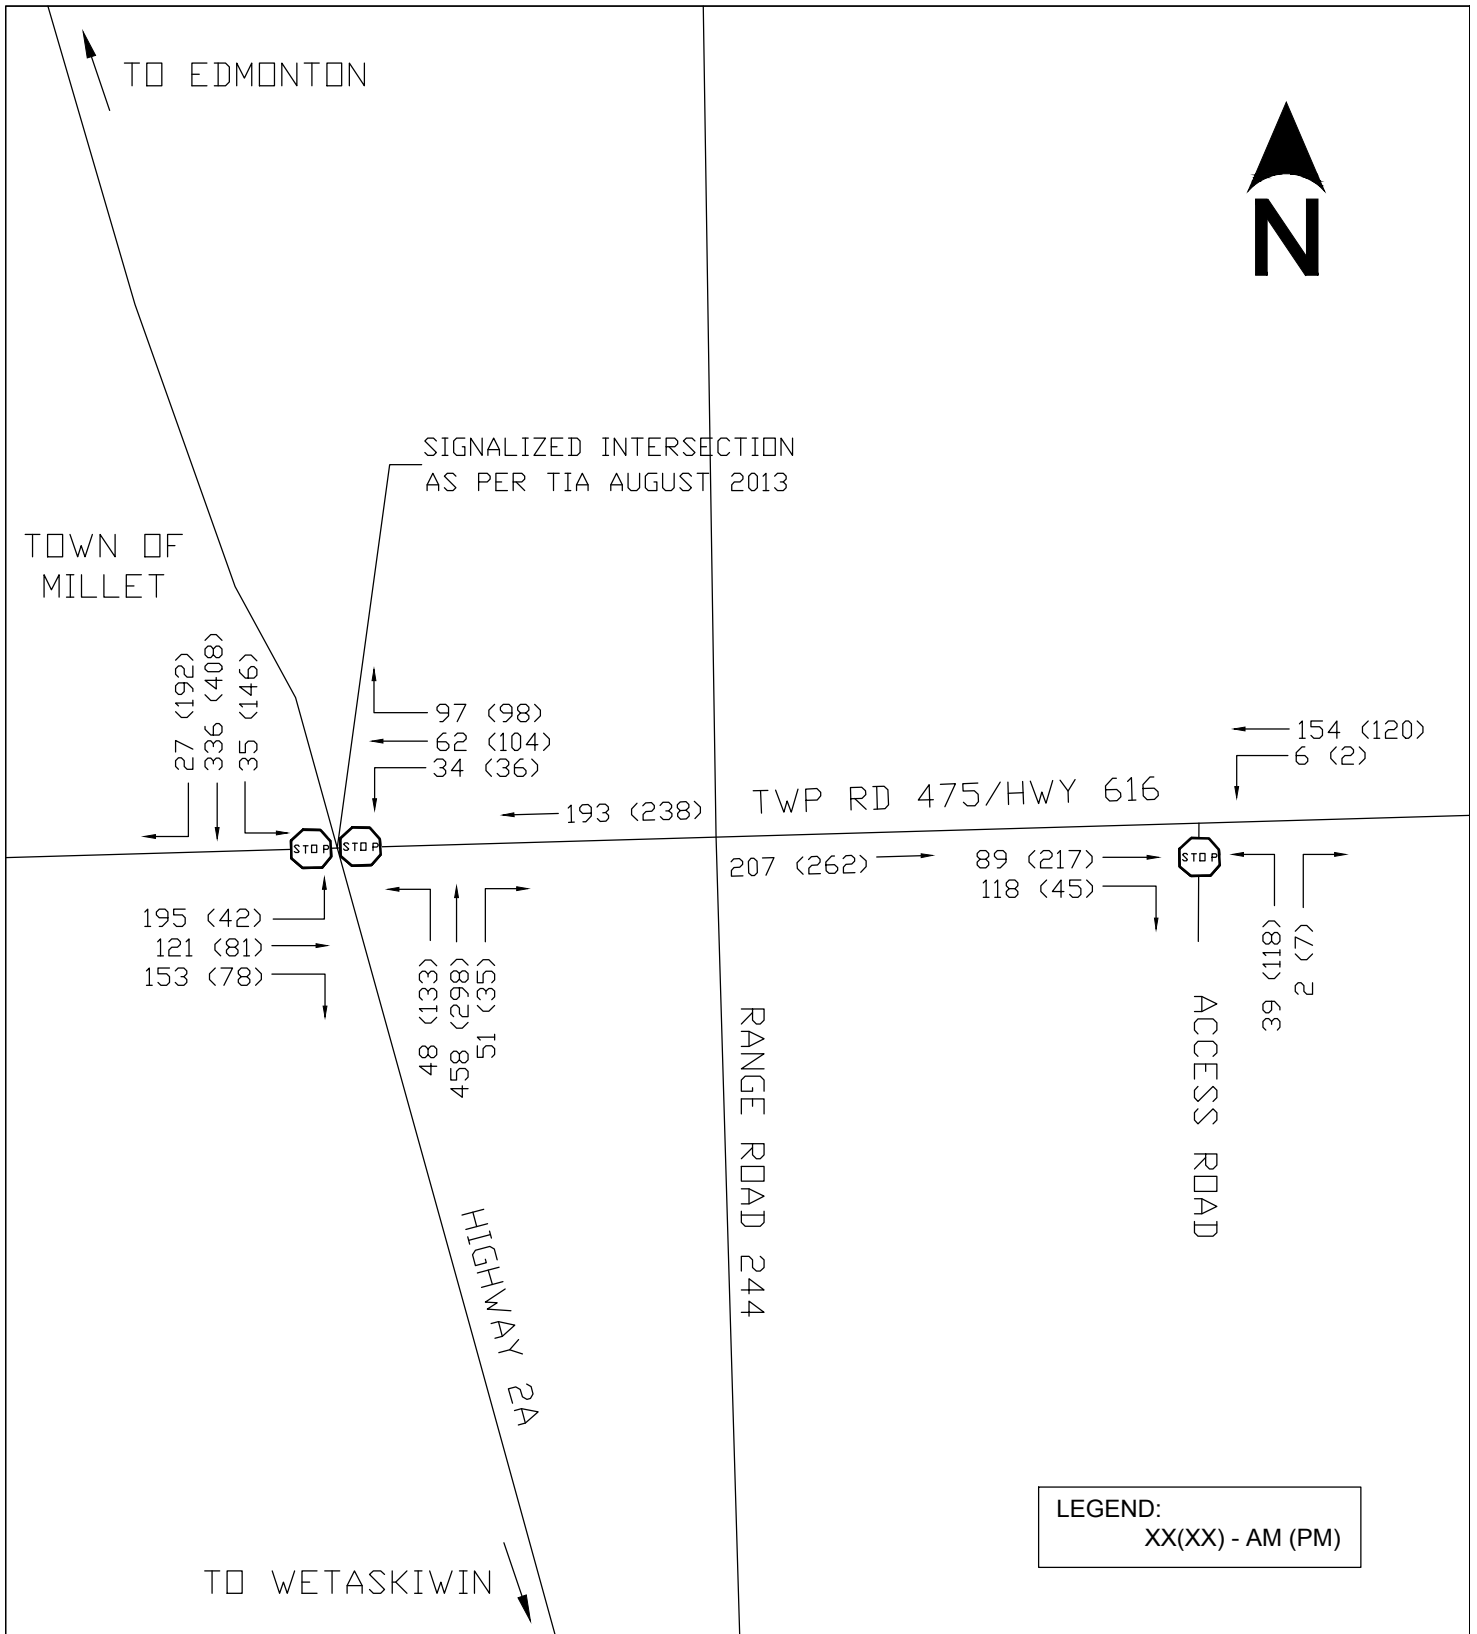 TO EDMONTON
N
SIGNALIZED INTERSECTION
AS PER TIA AUGUST 2013
TOWN OF
MILLET
27 (192)
336 (408)
35 (146)
97 (98)
62 (104)
34 (36)
193 (238)
TWP RD 475/HWY 616
154 (120)
6 (2)
STOP
STOP
207 (262)
89 (217)
118 (45)
STOP
195 (42)
121 (81)
153 (78)
48 (133)
458 (298)
51 (35)
39 (118)
2 (7)
RANGE ROAD 244
ACCESS ROAD
HIGHWAY 2A
LEGEND:
XX(XX) - AM (PM)
TO WETASKIWIN